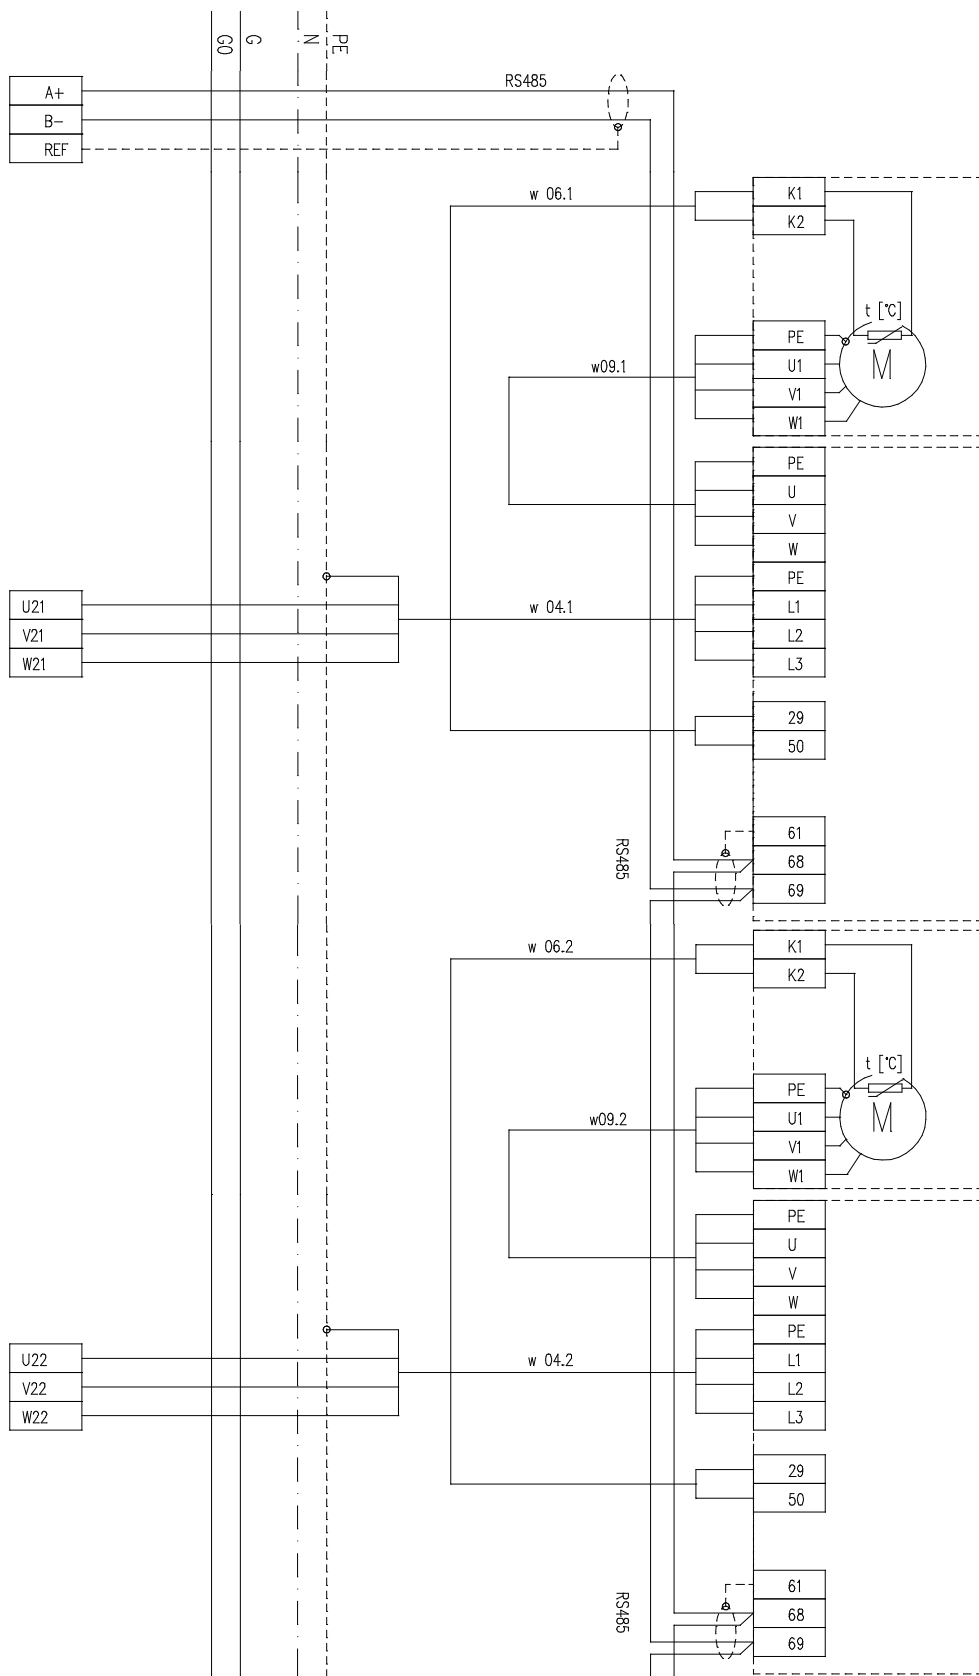 G0
G
N
PE
A+
B-
REF
RS485
w 06.1
K1
K2
t [°C]
M
w09.1
PE
U1
V1
W1
PE
U
V
W
PE
L1
L2
L3
U21
V21
W21
w 04.1
29
50
RS485
61
68
69
w 06.2
K1
K2
t [°C]
M
w09.2
PE
U1
V1
W1
PE
U
V
W
PE
L1
L2
L3
U22
V22
W22
w 04.2
29
50
RS485
61
68
69